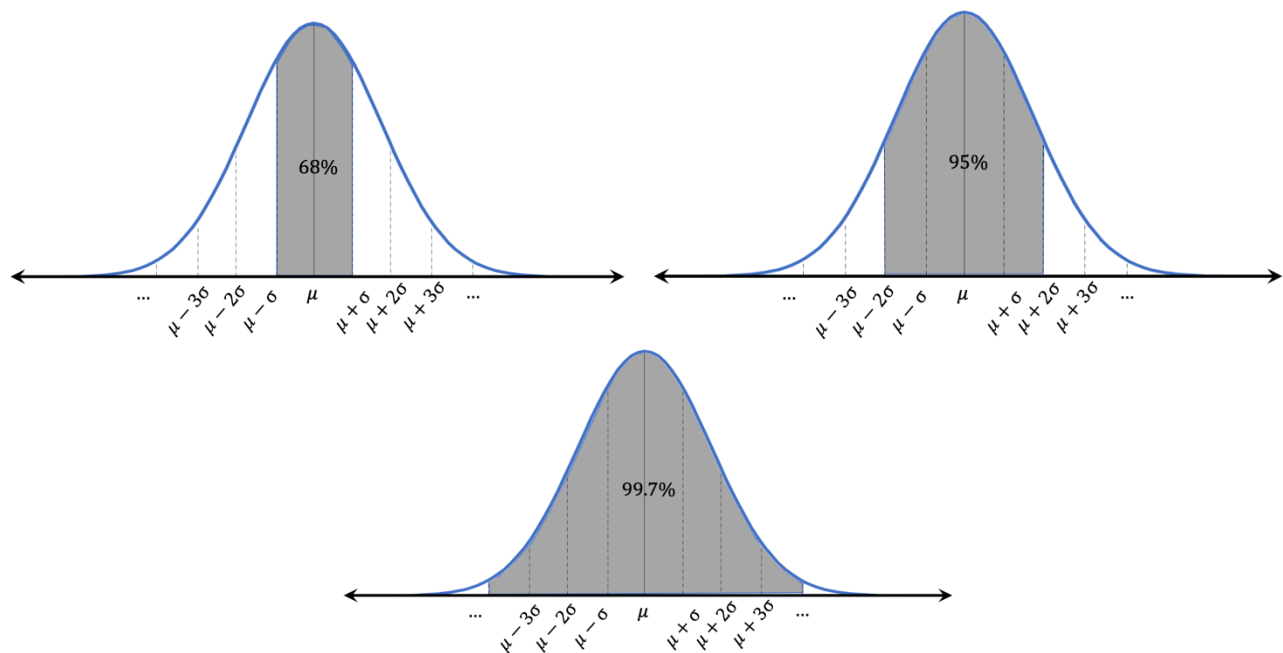 68%
... μ − 3σ μ − 2σ μ − σ μ μ + σ μ + 2σ μ + 3σ ...
95%
... μ − 3σ μ − 2σ μ − σ μ μ + σ μ + 2σ μ + 3σ ...
99.7%
... μ − 3σ μ − 2σ μ − σ μ μ + σ μ + 2σ μ + 3σ ...